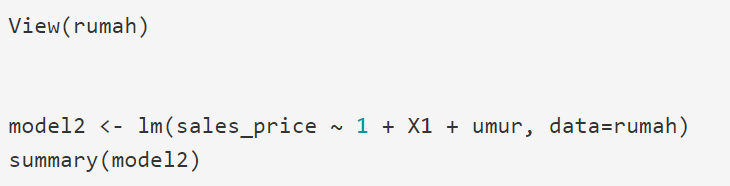 View(rumah)
model2 <- lm(sales_price ~ 1 + X1 + umur, data=rumah)
summary(model2)